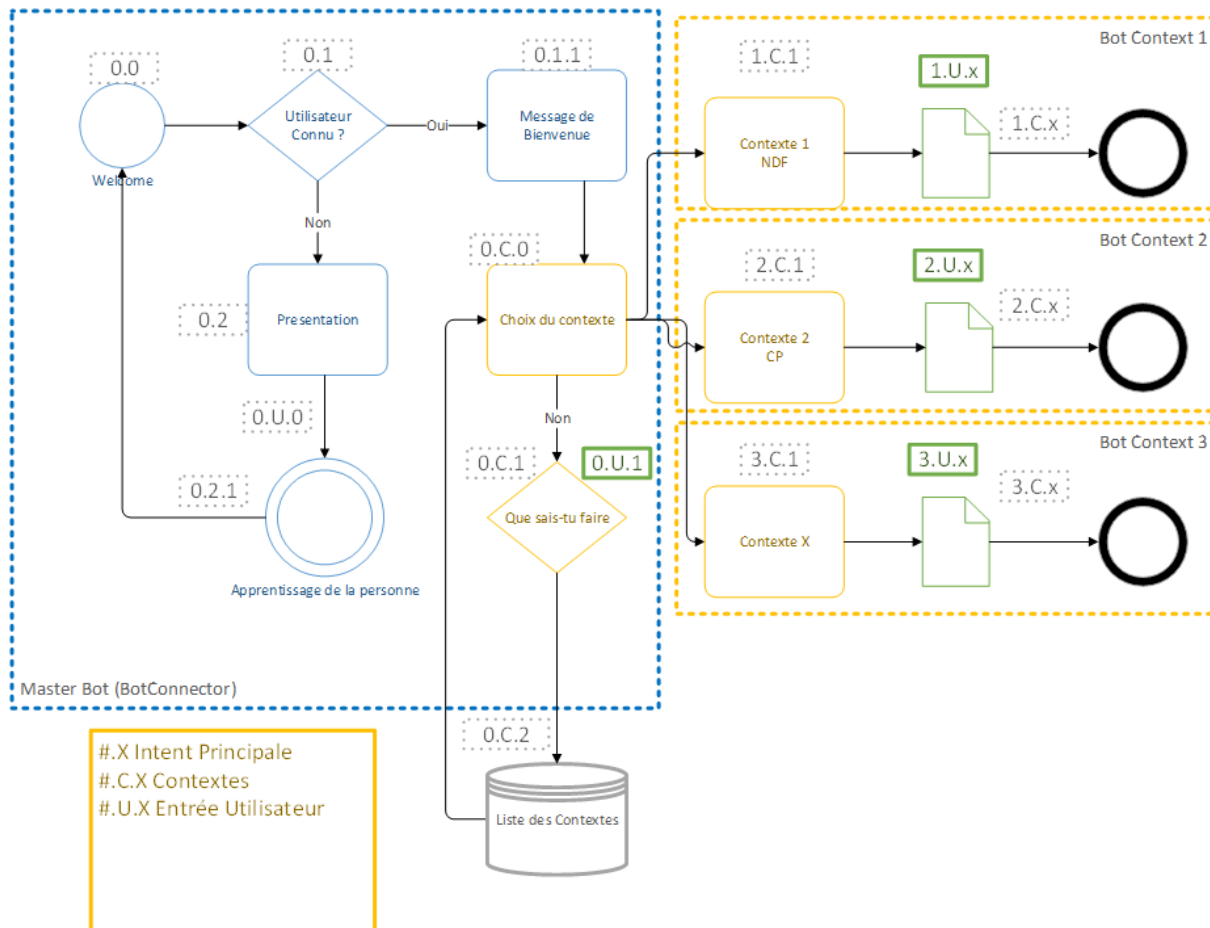 0.0
0.1
0.1.1
Utilisateur
Connu ?
Oui
Message de
Bienvenue
Welcome
Non
0.C.0
0.2
Presentation
Choix du contexte
0.U.0
Non
0.2.1
0.C.1
0.U.1
Que sais-tu faire
Apprentissage de la personne
Master Bot (BotConnector)
0.C.2
Liste des Contextes
Bot Context 1
1.C.1
1.U.x
1.C.x
Contexte 1
NDF
Bot Context 2
2.C.1
2.U.x
2.C.x
Contexte 2
CP
Bot Context 3
3.C.1
3.U.x
3.C.x
Contexte X
#.X Intent Principale
#.C.X Contextes
#.U.X Entrée Utilisateur